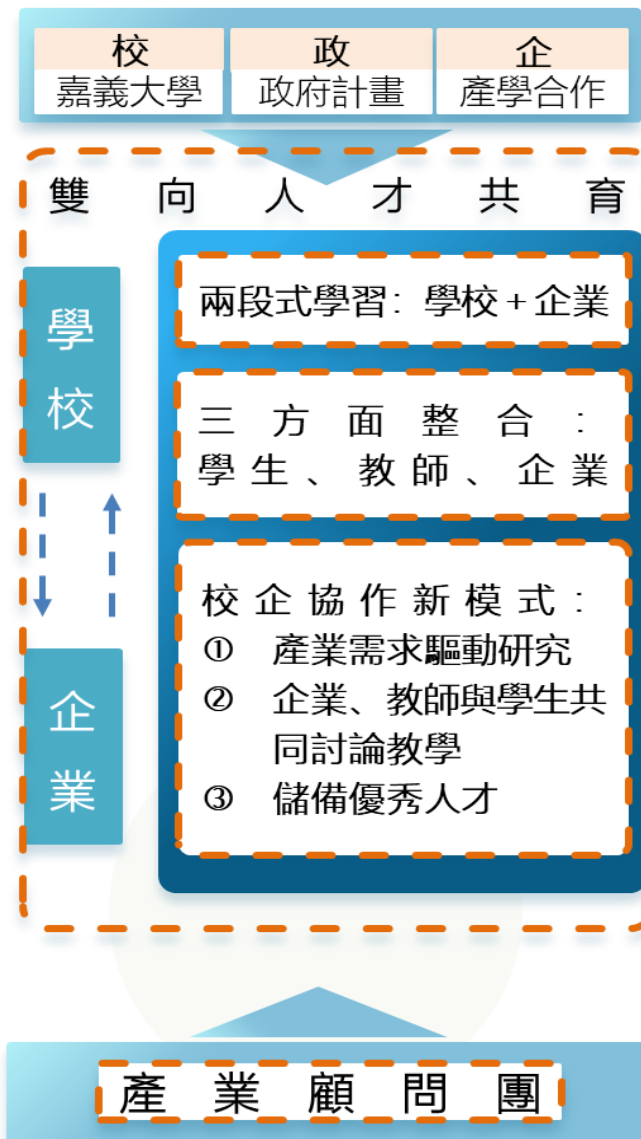 校 政 企
嘉義大學 政府計畫 產學合作
雙向人才共育
學校
企業
兩段式學習：學校+企業
三方面整合：
學生、教師、企業
校企協作新模式：
① 產業需求驅動研究
② 企業、教師與學生共
同討論教學
③ 儲備優秀人才
產業顧問團